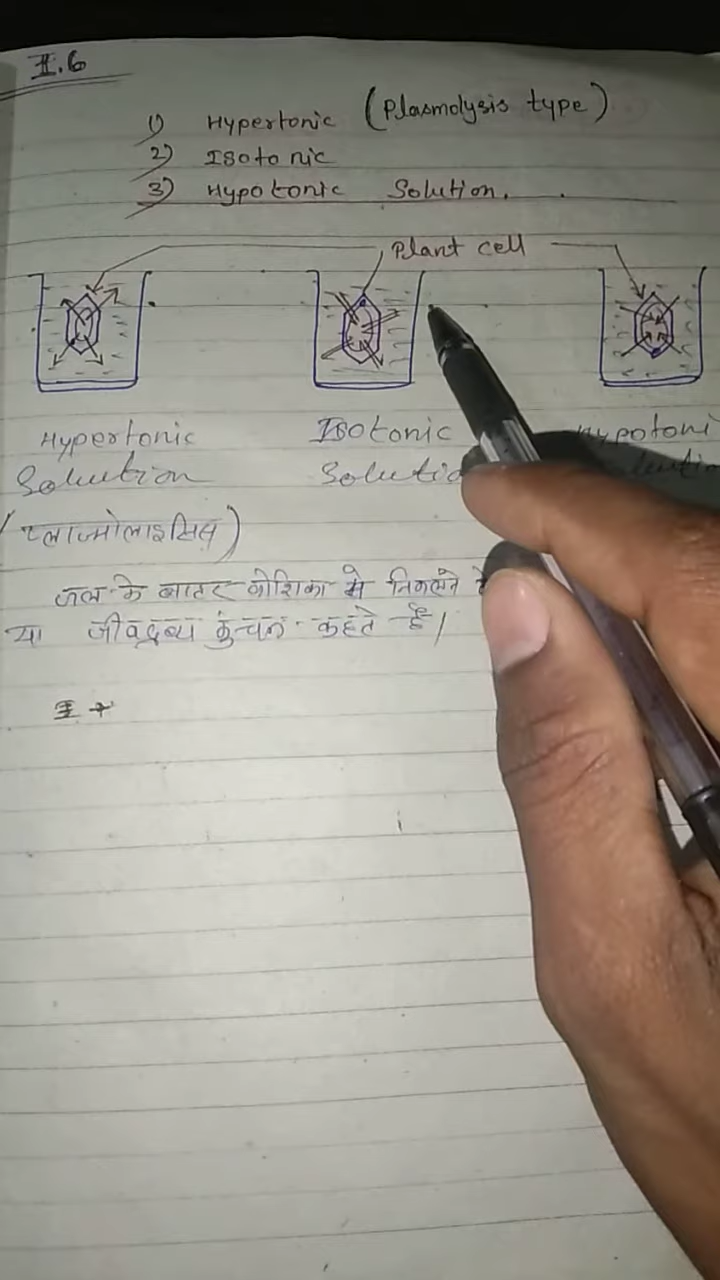 I.6
1) Hypertonic (Plasmolysis type)
2) Isotonic
3) Hypotonic Solution.
Plant cell
Hypertonic Solution
Isotonic
Hypotoni
(प्लाज्मोलाइसिस)
जल के बाहर कोशिका से निकलने
या जीवद्रव्य कुंचन कहते है।